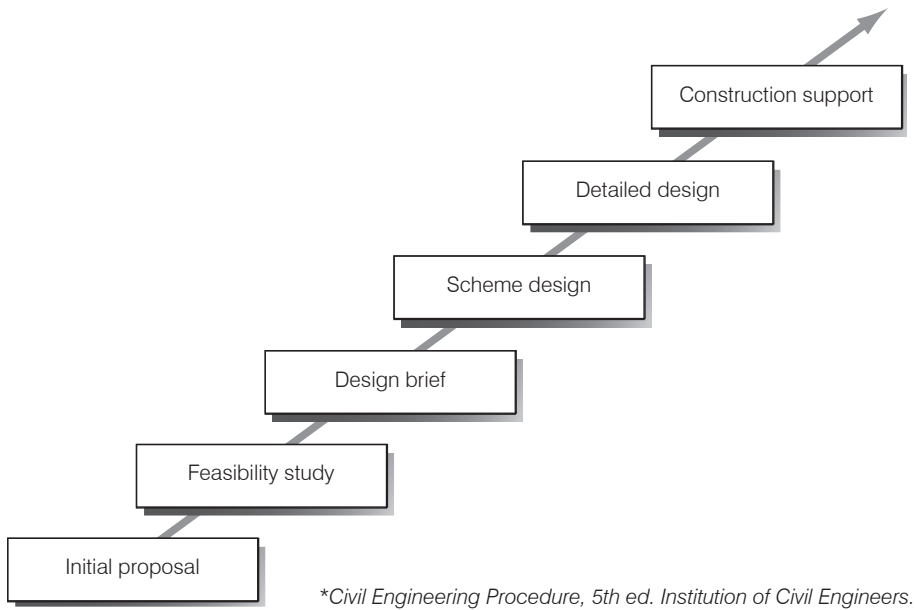 Construction support
Detailed design
Scheme design
Design brief
Feasibility study
Initial proposal
*Civil Engineering Procedure, 5th ed. Institution of Civil Engineers.